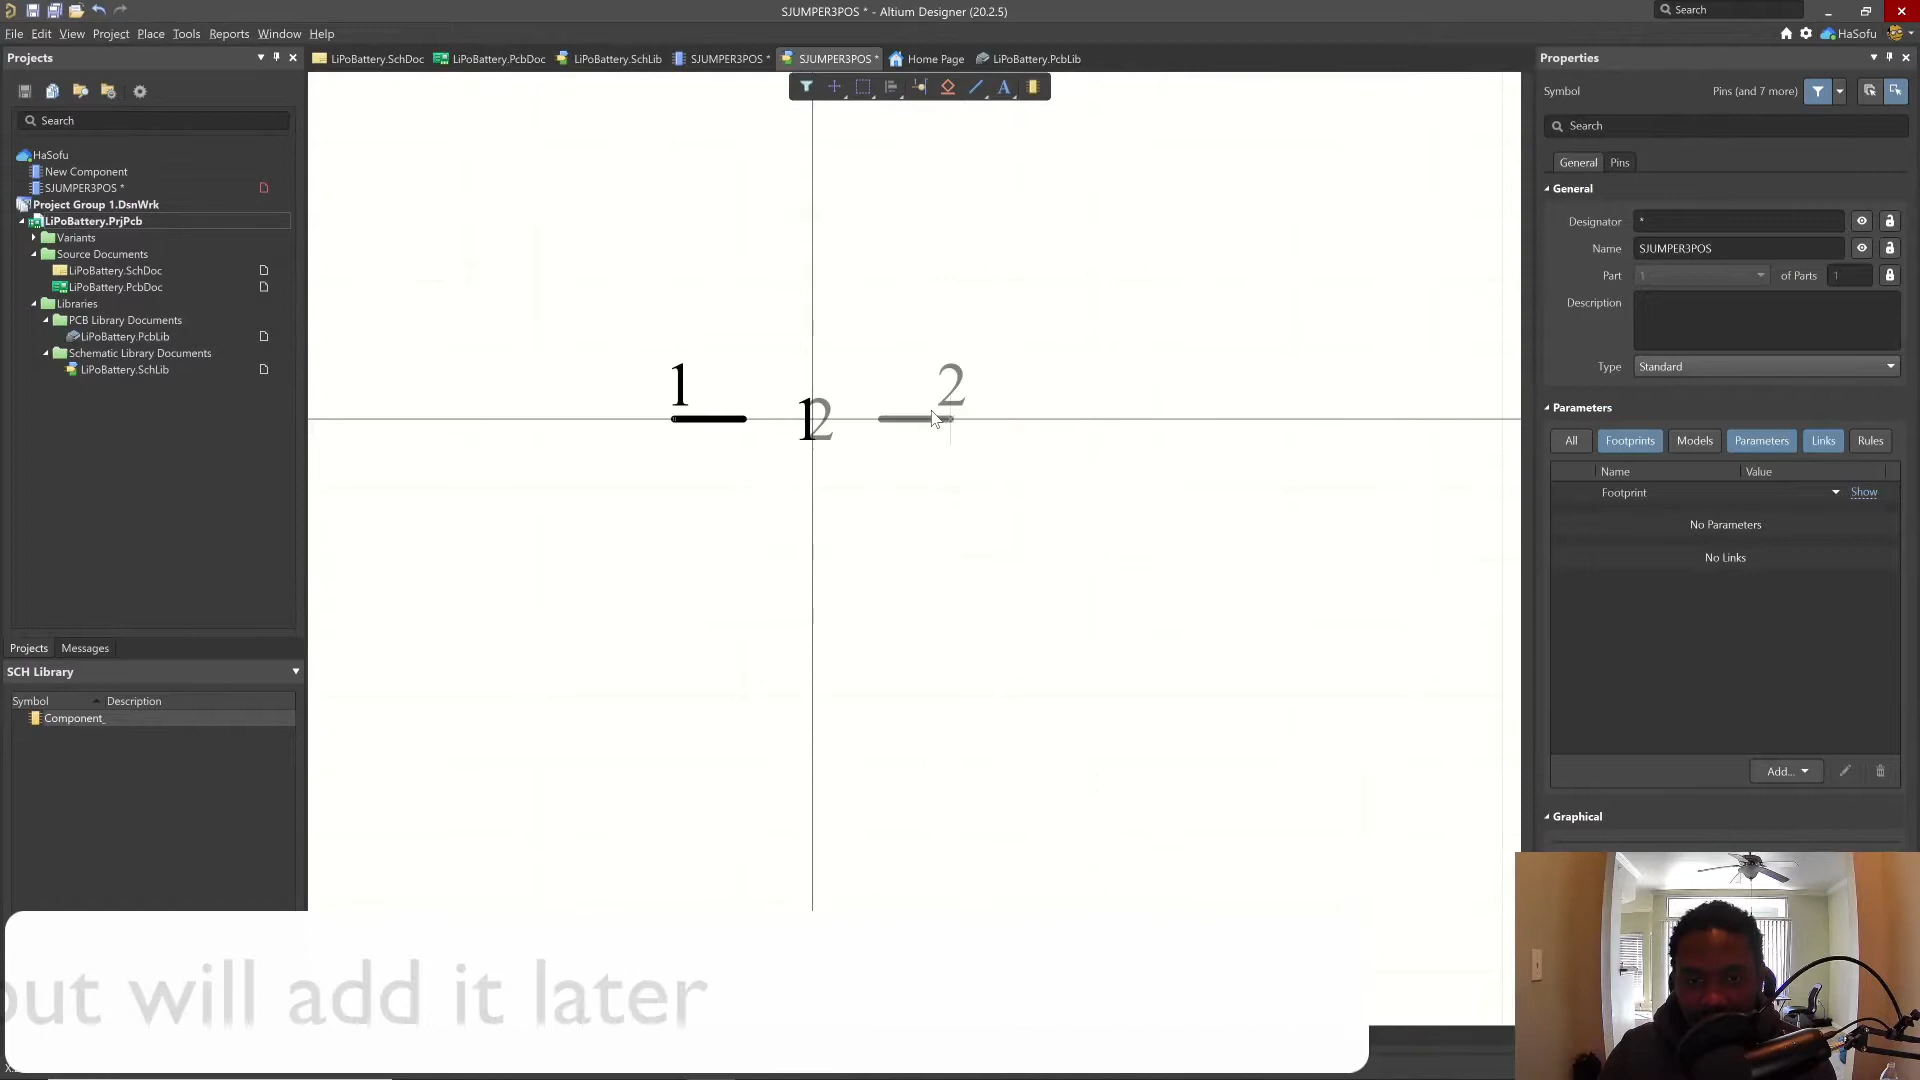 SJUMPER3POS * - Altium Designer (20.2.5)
Search
File Edit View Project Place Tools Reports Window Help
HaSofu
Projects
LiPoBattery.SchDoc LiPoBattery.PcbDoc LiPoBattery.SchLib SJUMPER3POS * SJUMPER3POS * Home Page LiPoBattery.PcbLib
Search
HaSofu
New Component
SJUMPER3POS *
Project Group 1.DsnWrk
LiPoBattery.PrjPcb
Variants
Source Documents
LiPoBattery.SchDoc
LiPoBattery.PcbDoc
Libraries
PCB Library Documents
LiPoBattery.PcbLib
Schematic Library Documents
LiPoBattery.SchLib
Projects Messages
SCH Library
Symbol Description
Component_
1 2
1 2
but will add it later
Properties
Symbol Pins (and 7 more)
Search
General Pins
General
Designator *
Name SJUMPER3POS
Part 1 of Parts 1
Description
Type Standard
Parameters
All Footprints Models Parameters Links Rules
Name Value
Footprint Show
No Parameters
No Links
Add...
Graphical